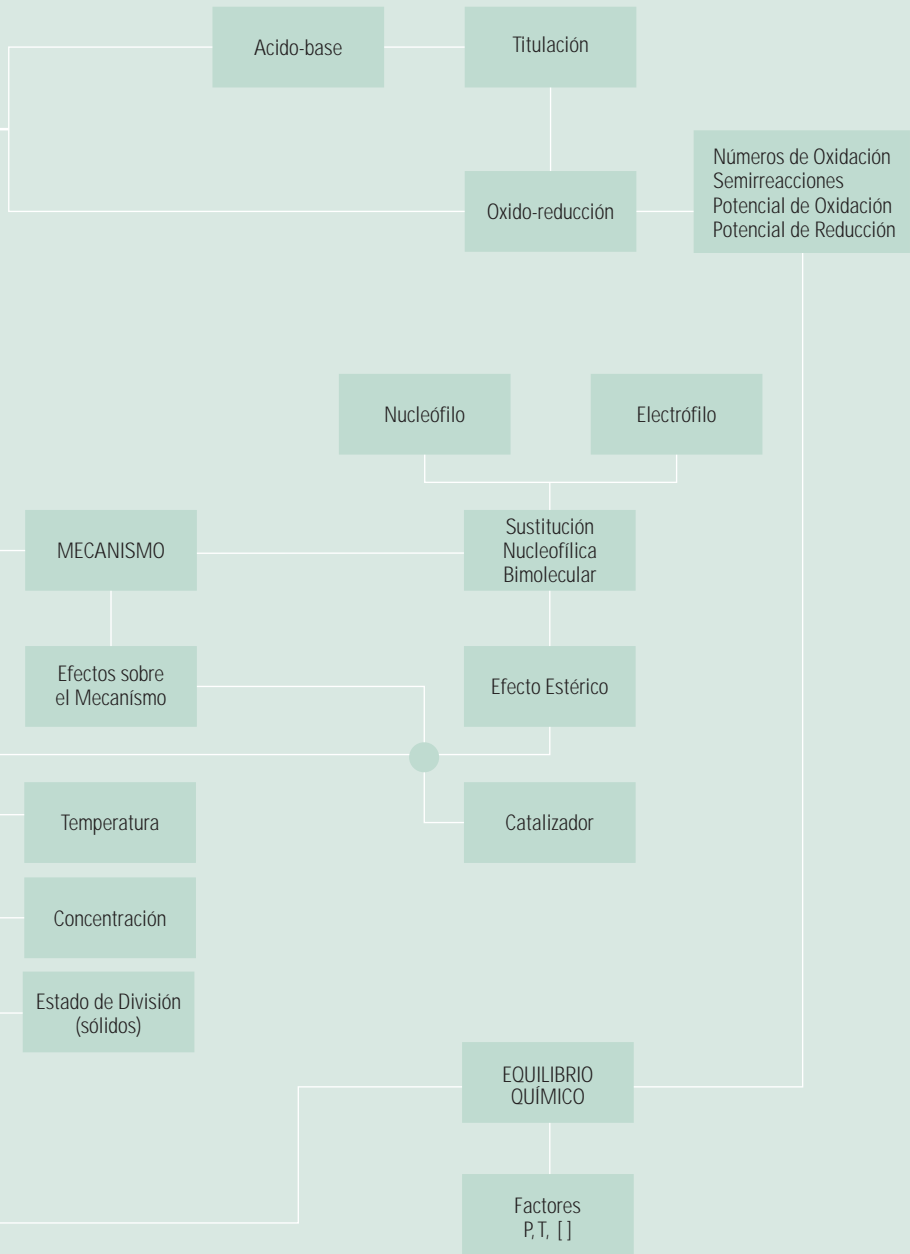 Acido-base
Titulación
Números de Oxidación
Semirreacciones
Potencial de Oxidación
Potencial de Reducción
Oxido-reducción
Nucleófilo
Electrófilo
MECANISMO
Sustitución
Nucleofílica
Bimolecular
Efectos sobre
el Mecanísmo
Efecto Estérico
Temperatura
Catalizador
Concentración
Estado de División
(sólidos)
EQUILIBRIO
QUÍMICO
Factores
P, T, [ ]